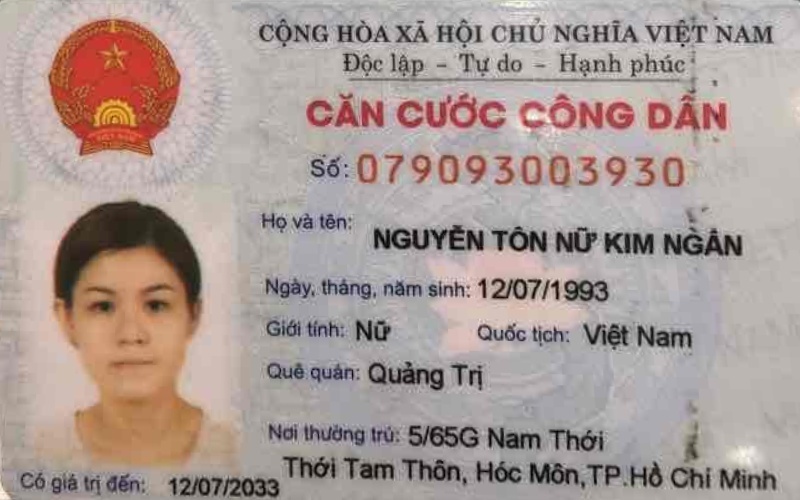 CỘNG HÒA XÃ HỘI CHỦ NGHĨA VIỆT NAM
Độc lập - Tự do - Hạnh phúc
CĂN CƯỚC CÔNG DÂN
Số: 079093003930
Họ và tên: NGUYỄN TÔN NỮ KIM NGÂN
Ngày, tháng, năm sinh: 12/07/1993
Giới tính: Nữ Quốc tịch: Việt Nam
Quê quán: Quảng Trị
Nơi thường trú: 5/65G Nam Thới
Thới Tam Thôn, Hóc Môn,TP.Hồ Chí Minh
Có giá trị đến: 12/07/2033